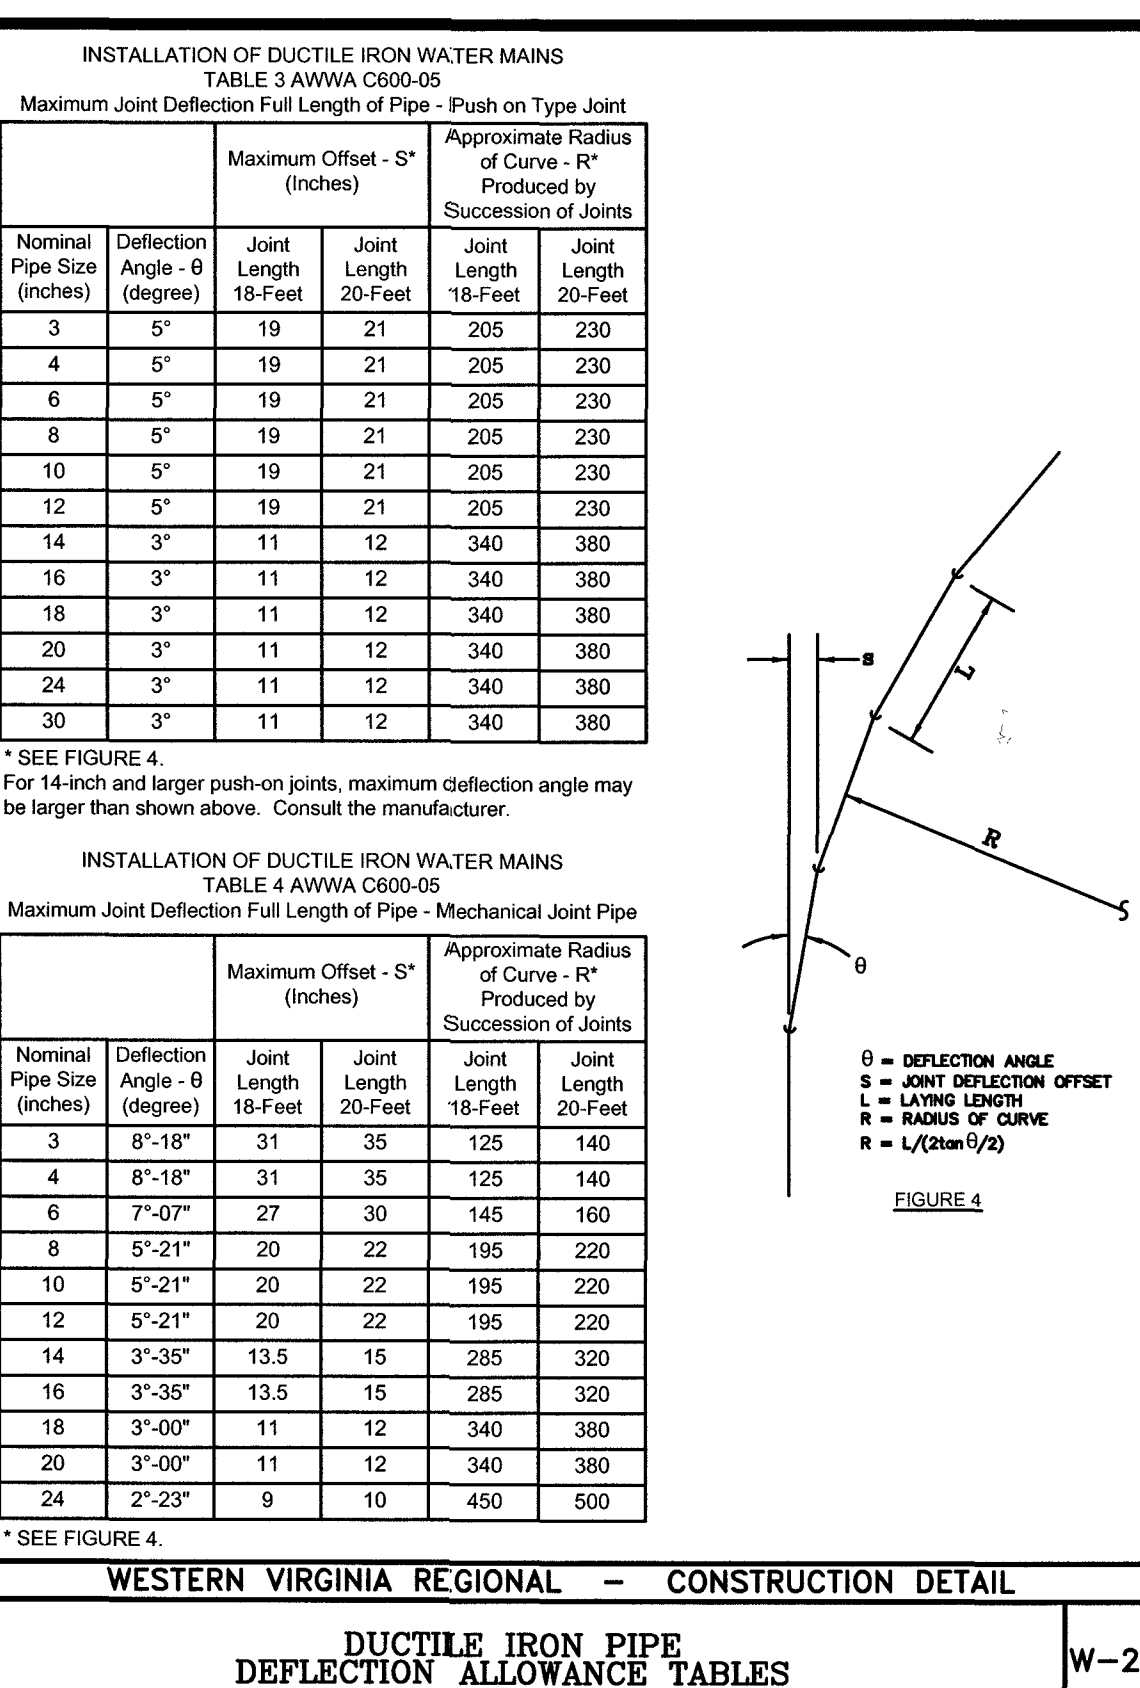 INSTALLATION OF DUCTILE IRON WATER MAINS
TABLE 3 AWWA C600-05
Maximum Joint Deflection Full Length of Pipe - Push on Type Joint
Maximum Offset - S*
(Inches)
Approximate Radius
of Curve - R*
Produced by
Succession of Joints
Nominal Pipe Size (inches) Deflection Angle - θ (degree) Joint Length 18-Feet Joint Length 20-Feet Joint Length 18-Feet Joint Length 20-Feet
3 5° 19 21 205 230
4 5° 19 21 205 230
6 5° 19 21 205 230
8 5° 19 21 205 230
10 5° 19 21 205 230
12 5° 19 21 205 230
14 3° 11 12 340 380
16 3° 11 12 340 380
18 3° 11 12 340 380
20 3° 11 12 340 380
24 3° 11 12 340 380
30 3° 11 12 340 380
* SEE FIGURE 4.
For 14-inch and larger push-on joints, maximum deflection angle may
be larger than shown above. Consult the manufacturer.
INSTALLATION OF DUCTILE IRON WATER MAINS
TABLE 4 AWWA C600-05
Maximum Joint Deflection Full Length of Pipe - Mechanical Joint Pipe
Maximum Offset - S*
(Inches)
Approximate Radius
of Curve - R*
Produced by
Succession of Joints
Nominal Pipe Size (inches) Deflection Angle - θ (degree) Joint Length 18-Feet Joint Length 20-Feet Joint Length 18-Feet Joint Length 20-Feet
3 8°-18" 31 35 125 140
4 8°-18" 31 35 125 140
6 7°-07" 27 30 145 160
8 5°-21" 20 22 195 220
10 5°-21" 20 22 195 220
12 5°-21" 20 22 195 220
14 3°-35" 13.5 15 285 320
16 3°-35" 13.5 15 285 320
18 3°-00" 11 12 340 380
20 3°-00" 11 12 340 380
24 2°-23" 9 10 450 500
* SEE FIGURE 4.
S
L
R
θ
θ = DEFLECTION ANGLE
S = JOINT DEFLECTION OFFSET
L = LAYING LENGTH
R = RADIUS OF CURVE
R = L/(2tan θ/2)
FIGURE 4
WESTERN VIRGINIA REGIONAL - CONSTRUCTION DETAIL
DUCTILE IRON PIPE
DEFLECTION ALLOWANCE TABLES
W-2